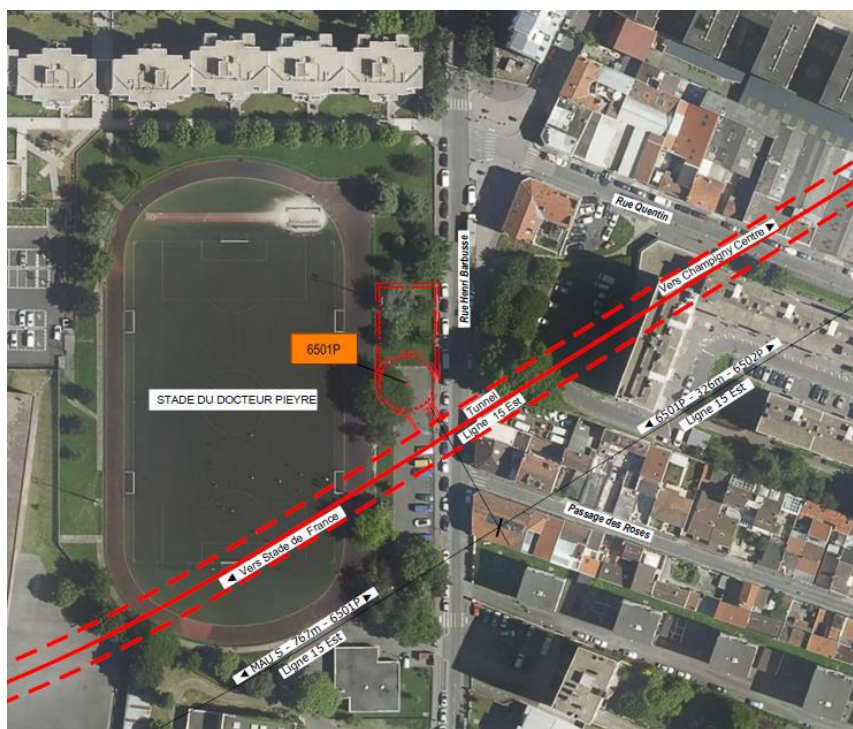 Rue Quentin
Rue Henri Barbusse
Vers Champigny Centre ►
6501P
STADE DU DOCTEUR PIEYRE
Tunnel
Ligne 15 Est
◄ 6501P - 326m - 6502P ►
Ligne 15 Est
Passage des Roses
◄ Vers Stade de France
◄ MAU S - 767m - 6501P ►
Ligne 15 Est